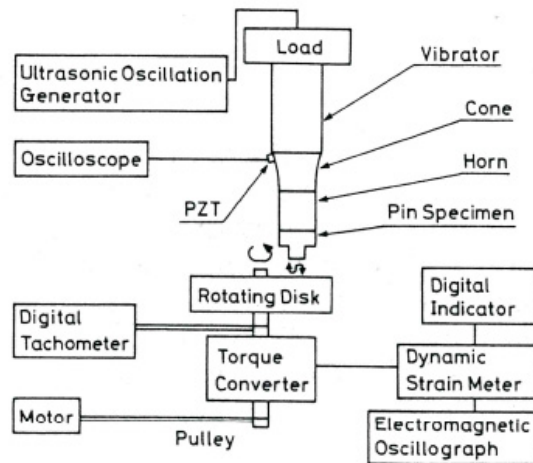 Load
Ultrasonic Oscillation
Generator
Vibrator
Cone
Oscilloscope
PZT
Horn
Pin Specimen
Rotating Disk
Digital
Indicator
Digital
Tachometer
Torque
Converter
Dynamic
Strain Meter
Motor
Pulley
Electromagnetic
Oscillograph